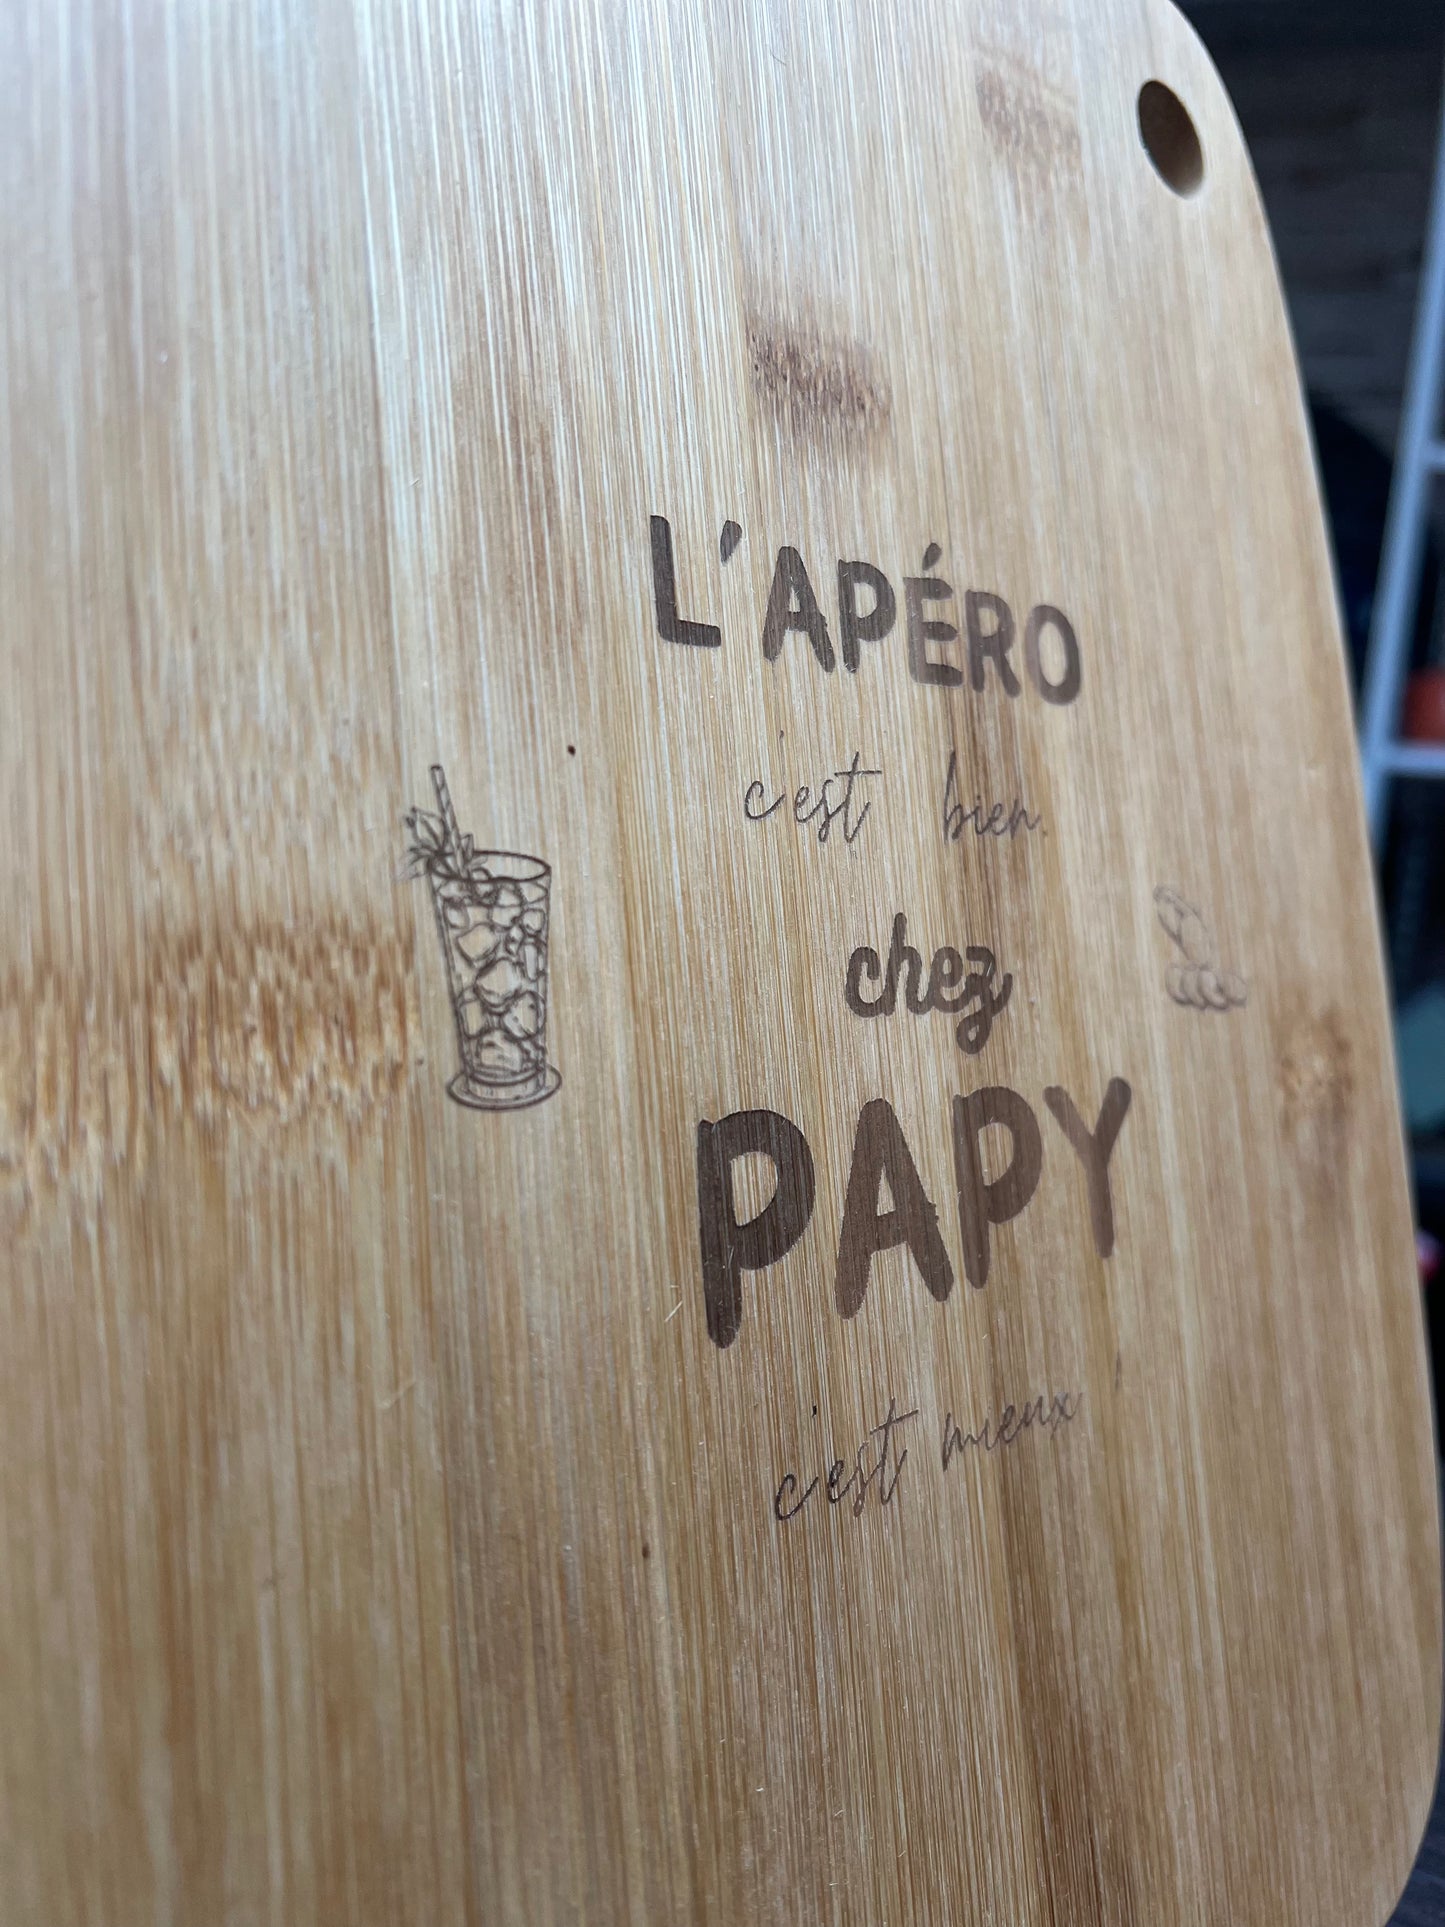 L'APÉRO
c'est bien
chez
PAPY
c'est mieux !